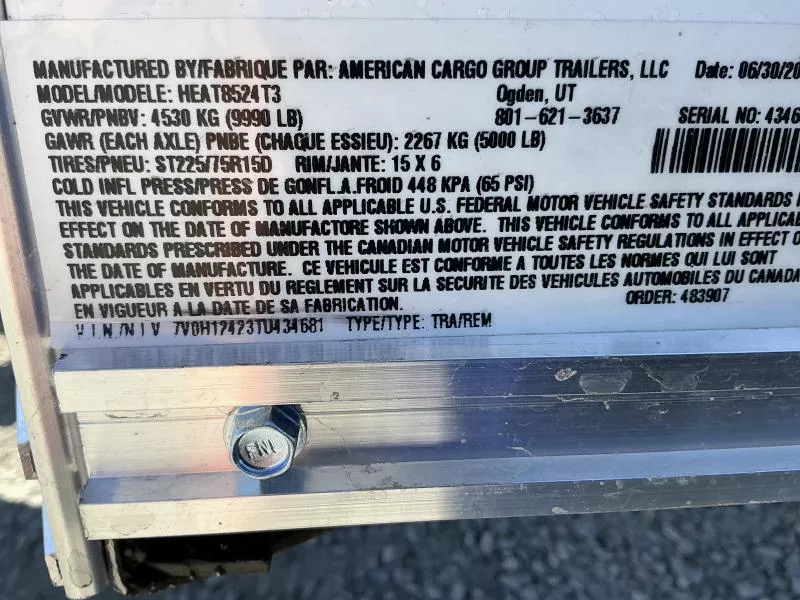 MANUFACTURED BY/FABRIQUE PAR: AMERICAN CARGO GROUP TRAILERS, LLC Date: 06/30/20
MODEL/MODELE: HEAT8524T3 Ogden, UT
GVWR/PNBV: 4530 KG (9990 LB) 801-621-3637 SERIAL NO: 4346
GAWR (EACH AXLE) PNBE (CHAQUE ESSIEU): 2267 KG (5000 LB)
TIRES/PNEU: ST225/75R15D RIM/JANTE: 15 X 6
COLD INFL PRESS/PRESS DE GONFL.A.FROID 448 KPA (65 PSI)
THIS VEHICLE CONFORMS TO ALL APPLICABLE U.S. FEDERAL MOTOR VEHICLE SAFETY STANDARDS
EFFECT ON THE DATE OF MANUFACTORE SHOWN ABOVE. THIS VEHICLE CONFORMS TO ALL APPLICABL
STANDARDS PRESCRIBED UNDER THE CANADIAN MOTOR VEHICLE SAFETY REGULATIONS IN EFFECT O
THE DATE OF MANUFACTURE. CE VEHICULE EST CONFORME A TOUTES LES NORMES QUI LUI SONT
APPLICABLES EN VERTU DU REGLEMENT SUR LA SECURITE DES VEHICULES AUTOMOBILES DU CANADA
EN VIGUEUR A LA DATE DE SA FABRICATION. ORDER: 483907
VIN/NIV 7V0H12423TU434681 TYPE/TYPE: TRA/REM
FNL